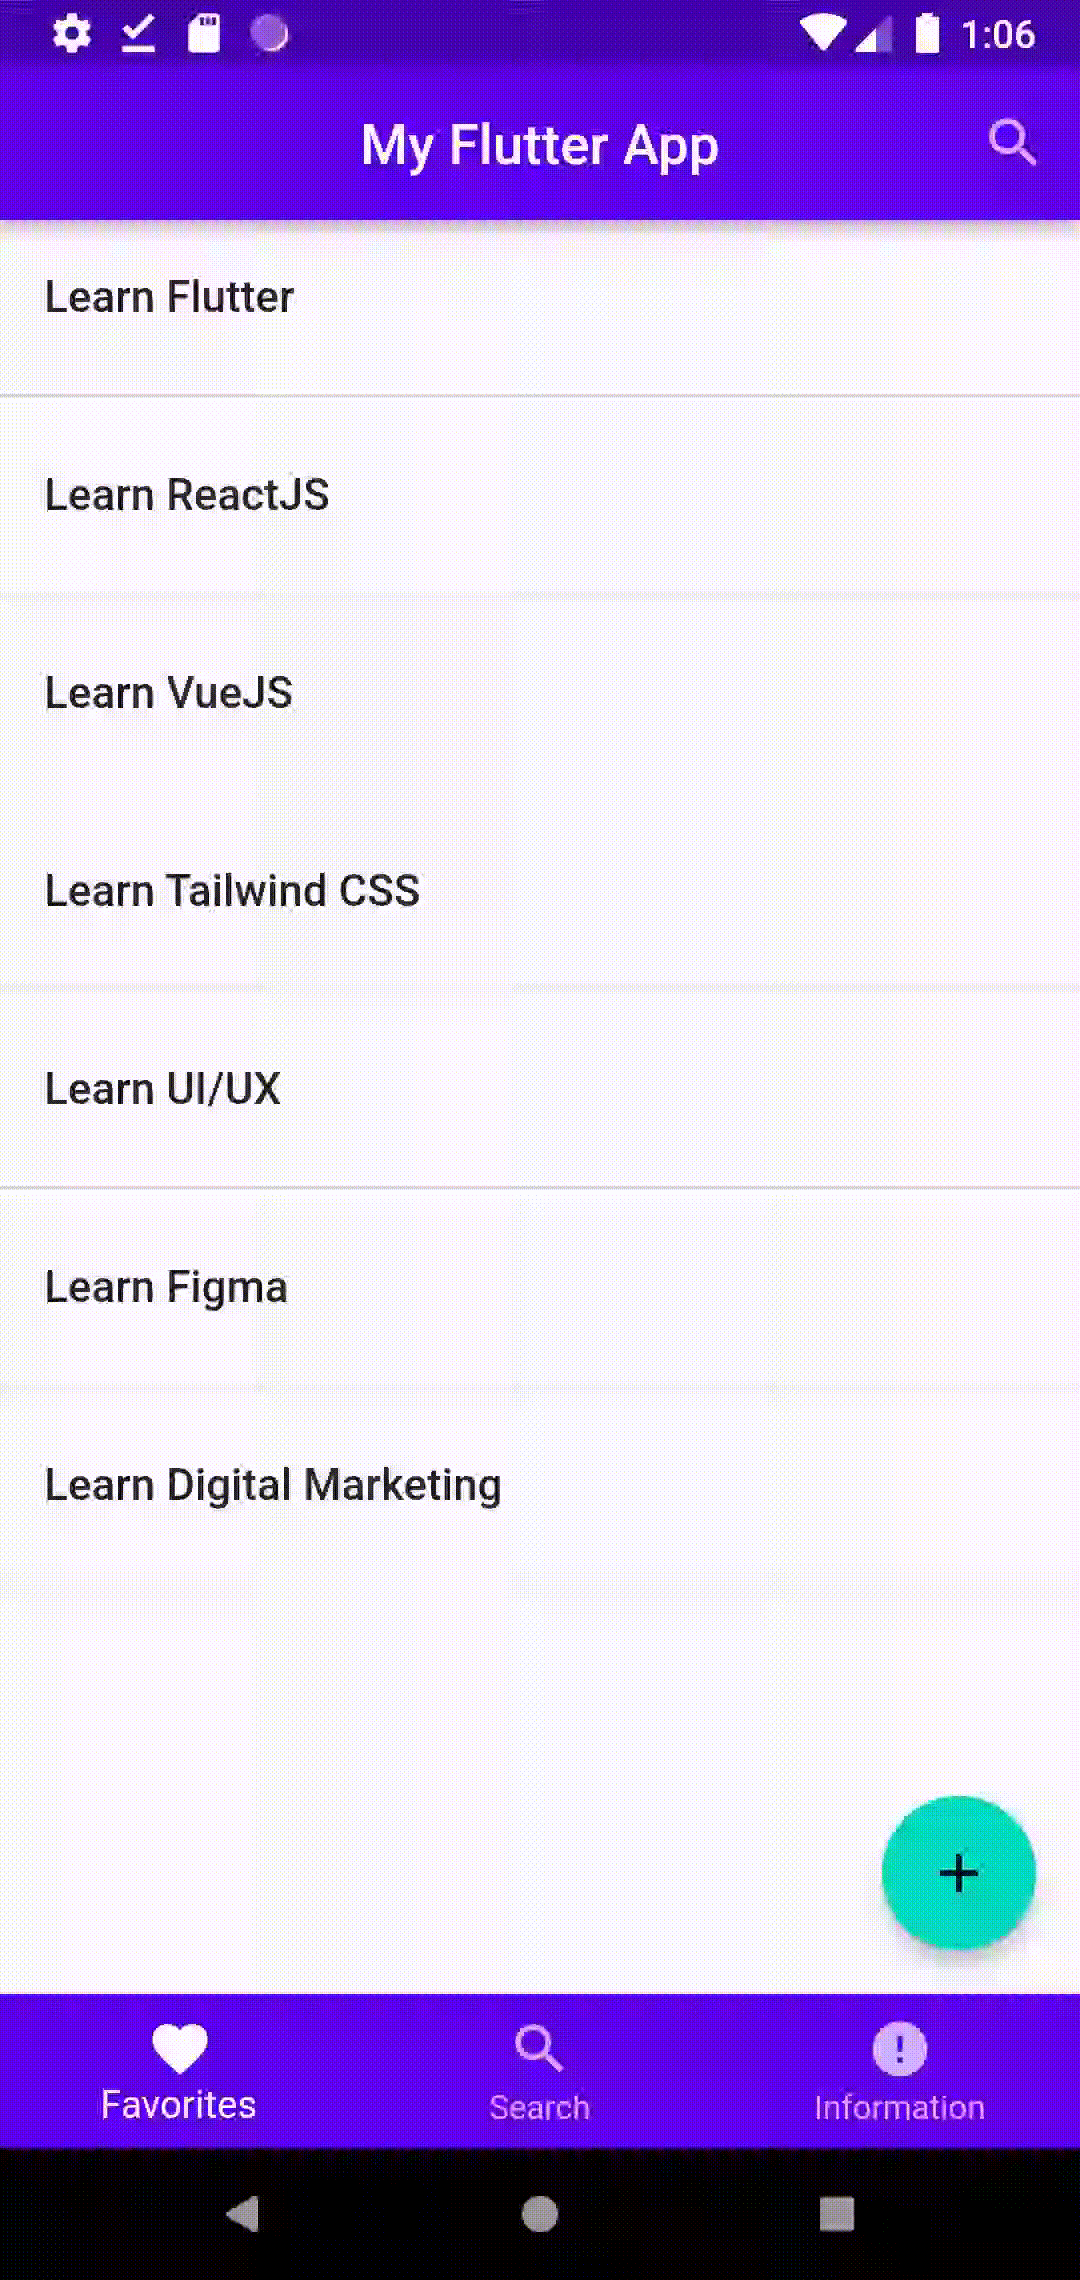 1:06
My Flutter App
Learn Flutter
Learn ReactJS
Learn VueJS
Learn Tailwind CSS
Learn UI/UX
Learn Figma
Learn Digital Marketing
Favorites Search Information